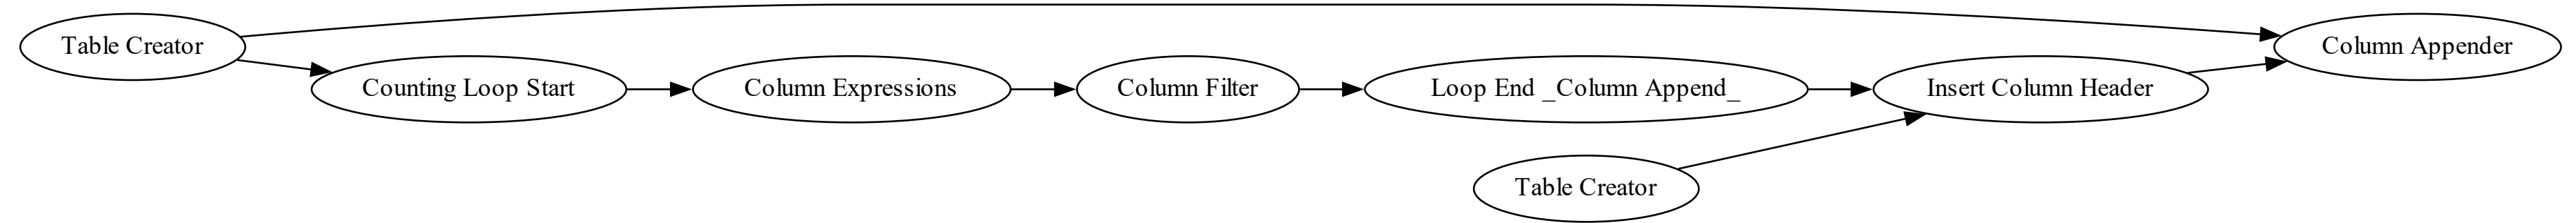 Table Creator
Counting Loop Start
Column Expressions
Column Filter
Loop End _Column Append_
Insert Column Header
Column Appender
Table Creator